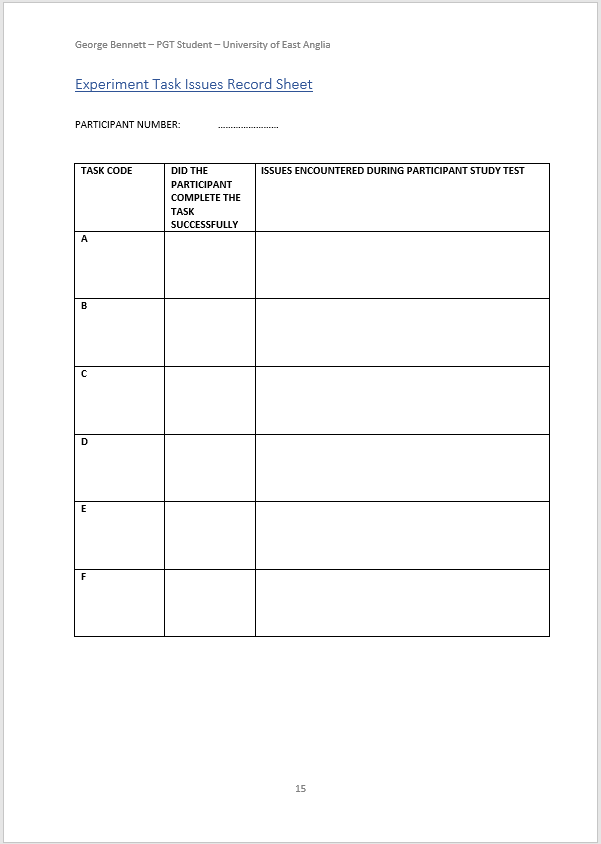 George Bennett – PGT Student – University of East Anglia
Experiment Task Issues Record Sheet
PARTICIPANT NUMBER: ........................
TASK CODE
DID THE
PARTICIPANT
COMPLETE THE
TASK
SUCCESSFULLY
ISSUES ENCOUNTERED DURING PARTICIPANT STUDY TEST
A
B
C
D
E
F
15